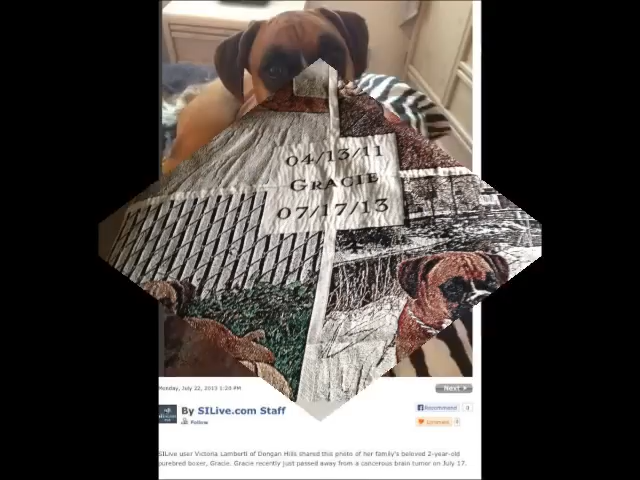 04/13/11
GRACIE
07/17/13
Monday, July 22, 2013 1:20 PM
Next
By SILive.com Staff
Follow
Recommend 0
Comment
SILive user Victoria Lamberti of Dongan Hills shared this photo of her family's beloved 2-year-old
purebred boxer, Gracie. Gracie recently just passed away from a cancerous brain tumor on July 17.